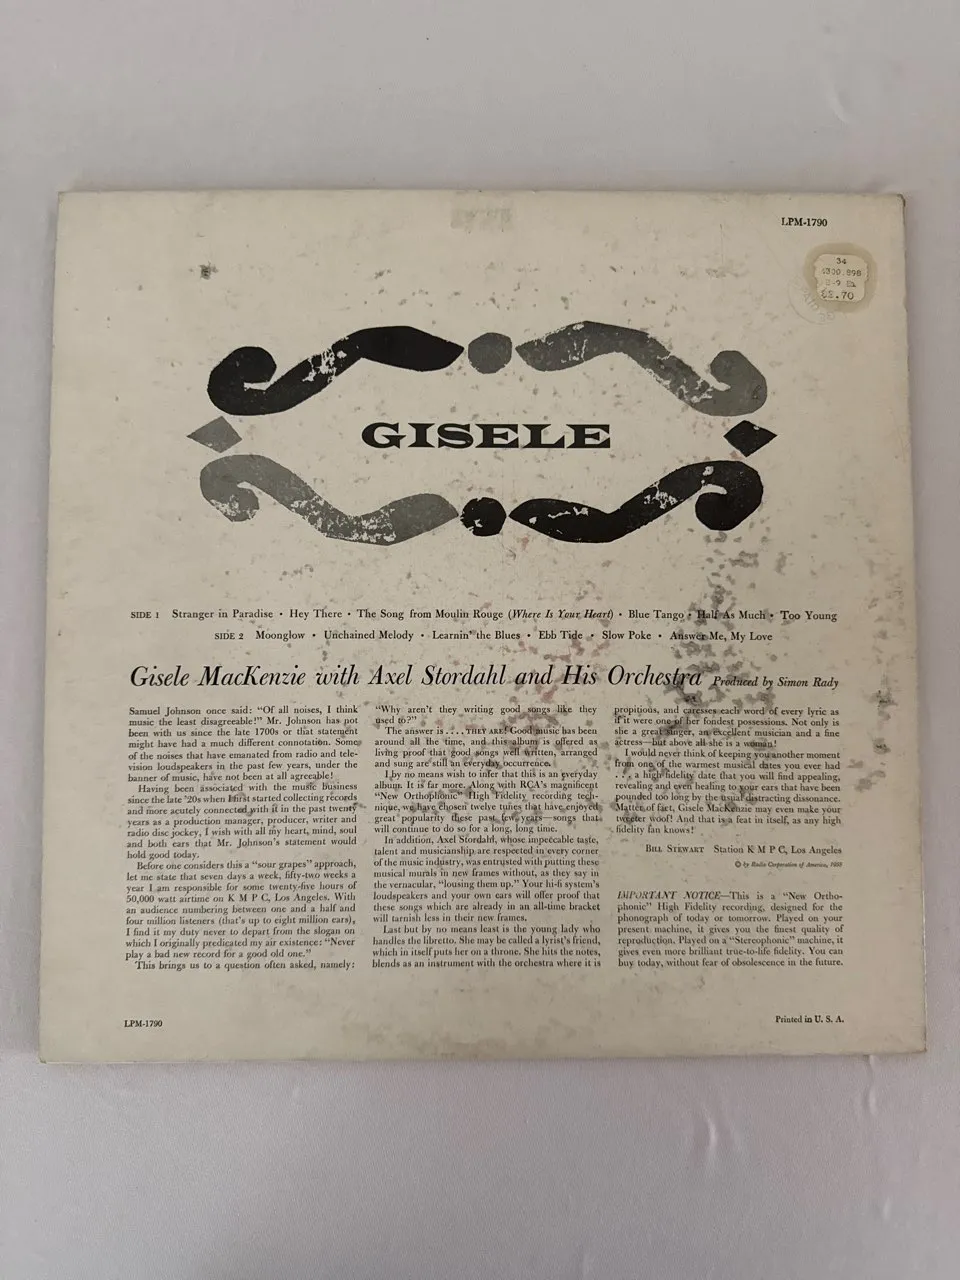 LPM-1790
34
8-9
.70
GISELE
SIDE 1 Stranger in Paradise • Hey There • The Song from Moulin Rouge (Where Is Your Heart) • Blue Tango • Half As Much • Too Young
SIDE 2 Moonglow • Unchained Melody • Learnin' the Blues • Ebb Tide • Slow Poke • Answer Me, My Love
Gisele MacKenzie with Axel Stordahl and His Orchestra Produced by Simon Rady
Samuel Johnson once said: "Of all noises, I think
music the least disagreeable!" Mr. Johnson has not
been with us since the late 1700s or that statement
might have had a much different connotation. Some
of the noises that have emanated from radio and tele-
vision loudspeakers in the past few years, under the
banner of music, have not been at all agreeable!
Having been associated with the music business
since the late '20s when I first started collecting records
and more acutely connected with it in the past twenty
years as a production manager, producer, writer and
radio disc jockey, I wish with all my heart, mind, soul
and both ears that Mr. Johnson's statement would
hold good today.
Before one considers this a "sour grapes" approach,
let me state that seven days a week, fifty-two weeks a
year I am responsible for some twenty-five hours of
50,000 watt airtime on K M P C, Los Angeles. With
an audience numbering between one and a half and
four million listeners (that's up to eight million ears),
I find it my duty never to depart from the slogan on
which I originally predicated my air existence: "Never
play a bad new record for a good old one."
This brings us to a question often asked, namely:
"Why aren't they writing good songs like they
used to?"
The answer is . . . THEY ARE! Good music has been
around all the time, and this album is offered as
living proof that good songs well written, arranged
and sung are still an everyday occurrence.
I by no means wish to infer that this is an everyday
album. It is far more. Along with RCA's magnificent
"New Orthophonic" High Fidelity recording tech-
nique, we have chosen twelve tunes that have enjoyed
great popularity these past few years—songs that
will continue to do so for a long, long time.
In addition, Axel Stordahl, whose impeccable taste,
talent and musicianship are respected in every corner
of the music industry, was entrusted with putting these
musical murals in new frames without, as they say in
the vernacular, "lousing them up." Your hi-fi system's
loudspeakers and your own ears will offer proof that
these songs which are already in an all-time bracket
will tarnish less in their new frames.
Last but by no means least is the young lady who
handles the libretto. She may be called a lyrist's friend,
which in itself puts her on a throne. She hits the notes,
blends as an instrument with the orchestra where it is
propitious, and caresses each word of every lyric as
if it were one of her fondest possessions. Not only is
she a great singer, an excellent musician and a fine
actress—but above all she is a woman!
I would never think of keeping you another moment
from one of the warmest musical dates you ever had
. . . a high fidelity date that you will find appealing,
revealing and even healing to your ears that have been
pounded too long by the usual distracting dissonance.
Matter of fact, Gisele MacKenzie may even make your
tweeter woof! And that is a feat in itself, as any high
fidelity fan knows!
BILL STEWART Station K M P C, Los Angeles
© by Radio Corporation of America, 1958
IMPORTANT NOTICE—This is a "New Ortho-
phonic" High Fidelity recording, designed for the
phonograph of today or tomorrow. Played on your
present machine, it gives you the finest quality of
reproduction. Played on a "Stereophonic" machine, it
gives even more brilliant true-to-life fidelity. You can
buy today, without fear of obsolescence in the future.
LPM-1790
Printed in U. S. A.